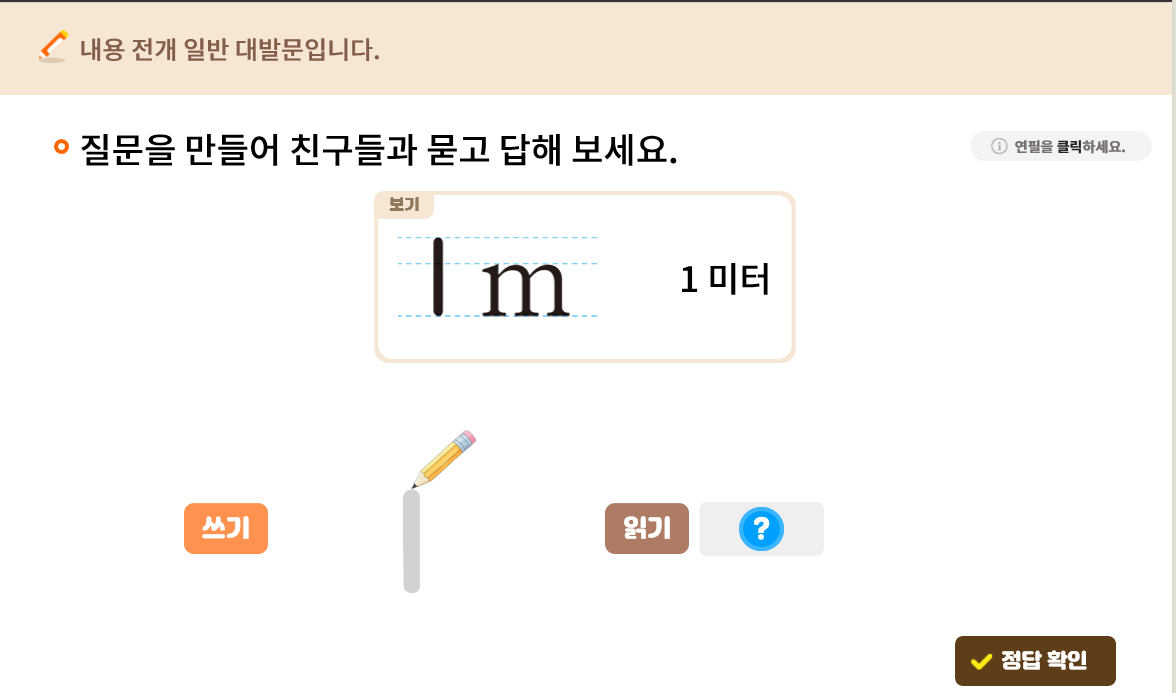 내용 전개 일반 대발문입니다.
질문을 만들어 친구들과 묻고 답해 보세요.
연필을 클릭하세요.
보기
1 m
1 미터
쓰기
읽기
?
정답 확인